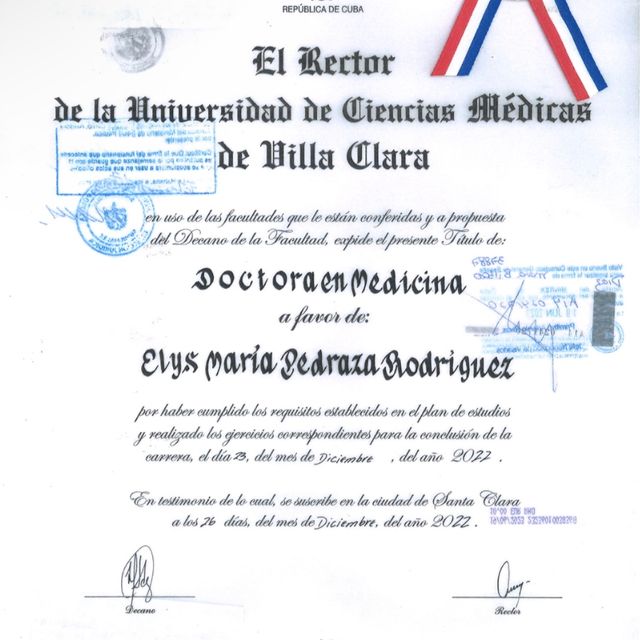 REPÚBLICA DE CUBA
El Rector
de la Universidad de Ciencias Médicas
de Villa Clara
en uso de las facultades que le están conferidas y a propuesta
del Decano de la Facultad, expide el presente Título de:
Doctora en Medicina
a favor de:
Elys María Pedraza Rodríguez
por haber cumplido los requisitos establecidos en el plan de estudios
y realizado los ejercicios correspondientes para la conclusión de la
carrera, el día 23, del mes de Diciembre , del año 2022 .
En testimonio de lo cual, se suscribe en la ciudad de Santa Clara
a los 26 días, del mes de Diciembre, del año 2022 .
Decano
Rector